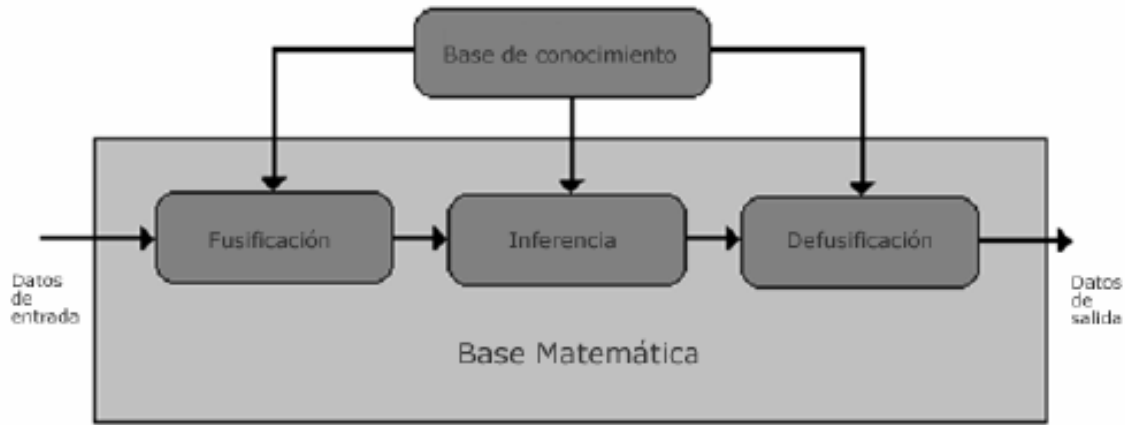 Base de conocimiento
Fusificación
Inferencia
Defusificación
Datos
de
entrada
Datos
de
salida
Base Matemática